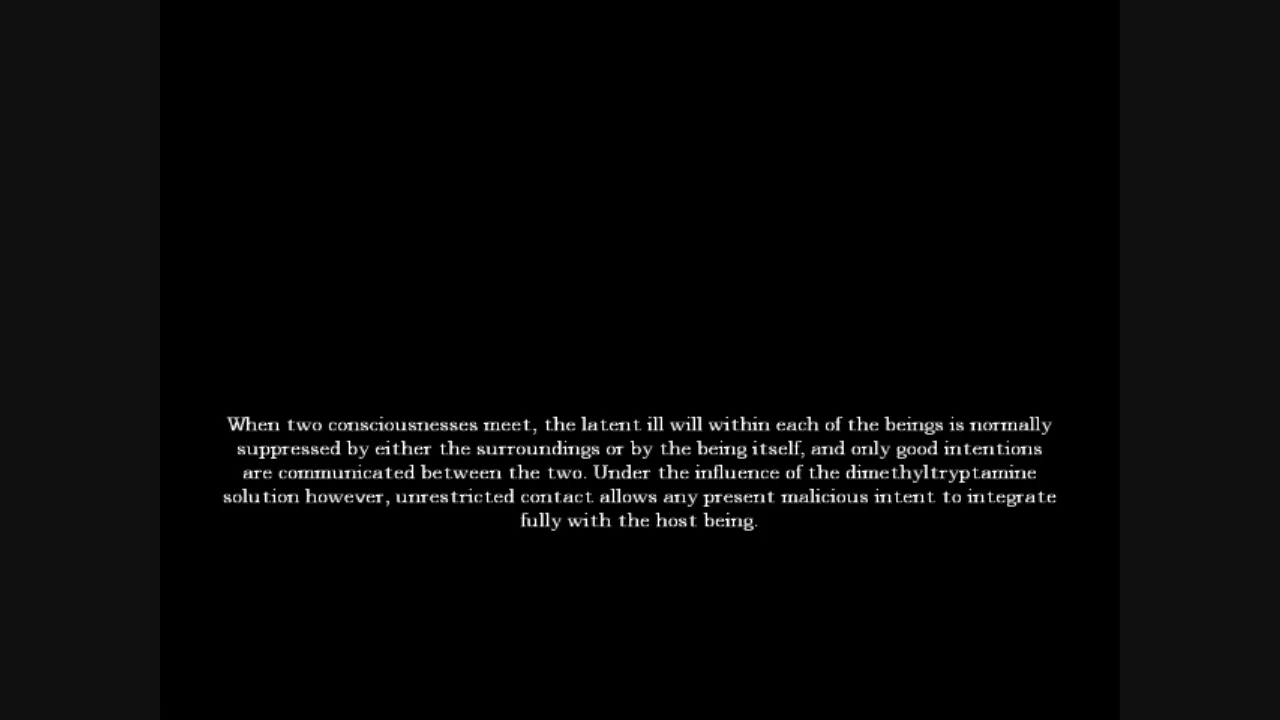 When two consciousnesses meet, the latent ill will within each of the beings is normally
suppressed by either the surroundings or by the being itself, and only good intentions
are communicated between the two. Under the influence of the dimethyltryptamine
solution however, unrestricted contact allows any present malicious intent to integrate
fully with the host being.